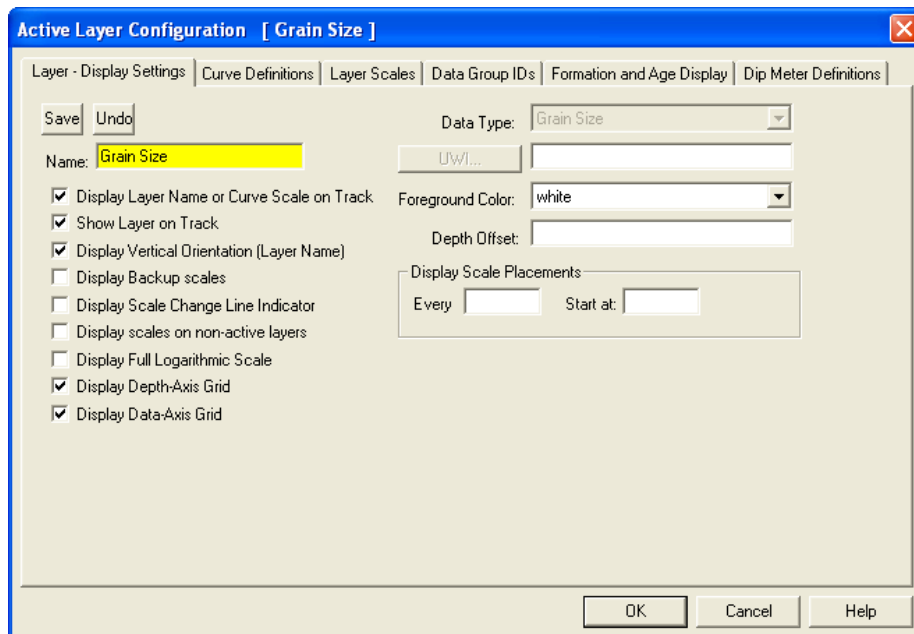 Active Layer Configuration [ Grain Size ]
Layer - Display Settings Curve Definitions Layer Scales Data Group IDs Formation and Age Display Dip Meter Definitions
Save Undo
Name: Grain Size
Display Layer Name or Curve Scale on Track
Show Layer on Track
Display Vertical Orientation (Layer Name)
Display Backup scales
Display Scale Change Line Indicator
Display scales on non-active layers
Display Full Logarithmic Scale
Display Depth-Axis Grid
Display Data-Axis Grid
Data Type: Grain Size
UWI...
Foreground Color: white
Depth Offset:
Display Scale Placements
Every Start at:
OK Cancel Help